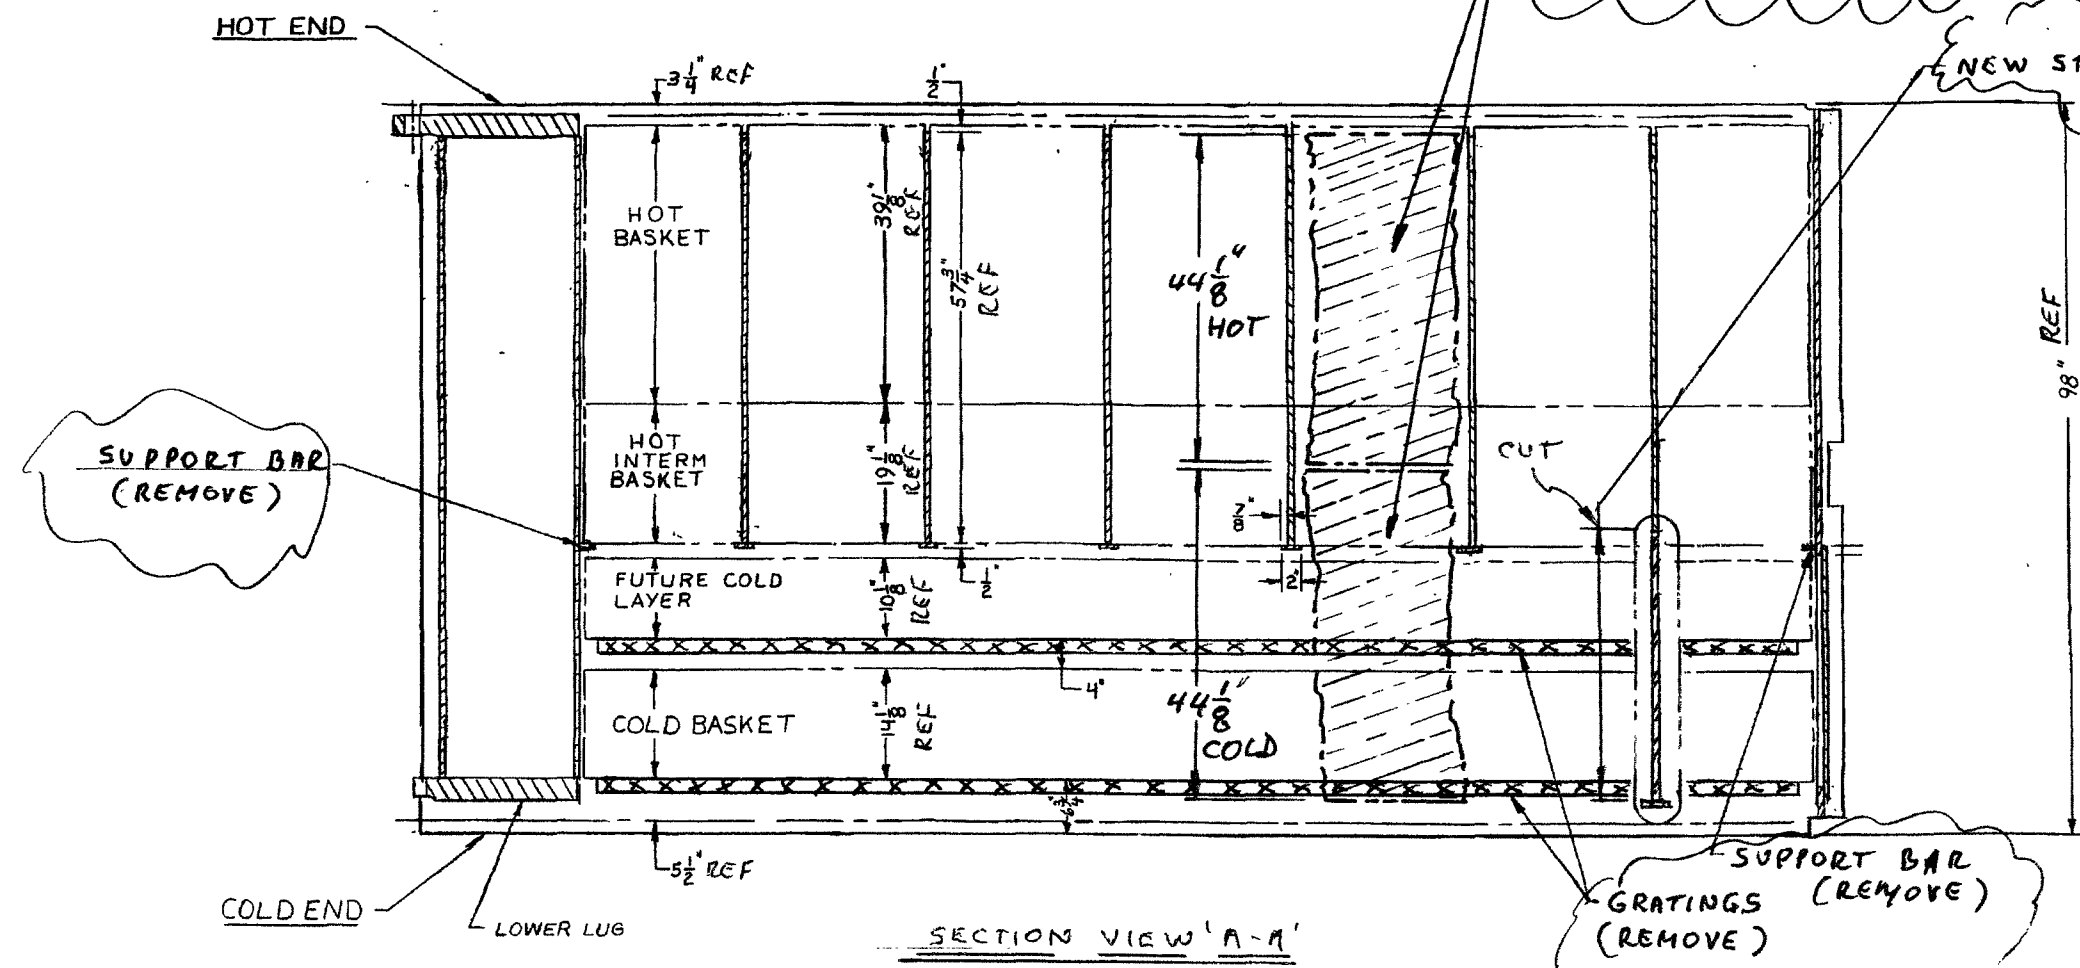 HOT END
3 1/4" REF
1/2"
NEW ST
HOT
BASKET
39 1/8"
REF
57 3/4"
REF
44 1/8"
HOT
98" REF
SUPPORT BAR
(REMOVE)
HOT
INTERM
BASKET
19 1/8"
REF
CUT
7/8"
2"
FUTURE COLD
LAYER
10 1/8"
REF
1/2"
4"
COLD BASKET
14 1/8"
REF
44 1/8"
COLD
6 3/4"
5 1/2" REF
SUPPORT BAR
(REMOVE)
GRATINGS
(REMOVE)
COLD END
LOWER LUG
SECTION VIEW 'A-A'